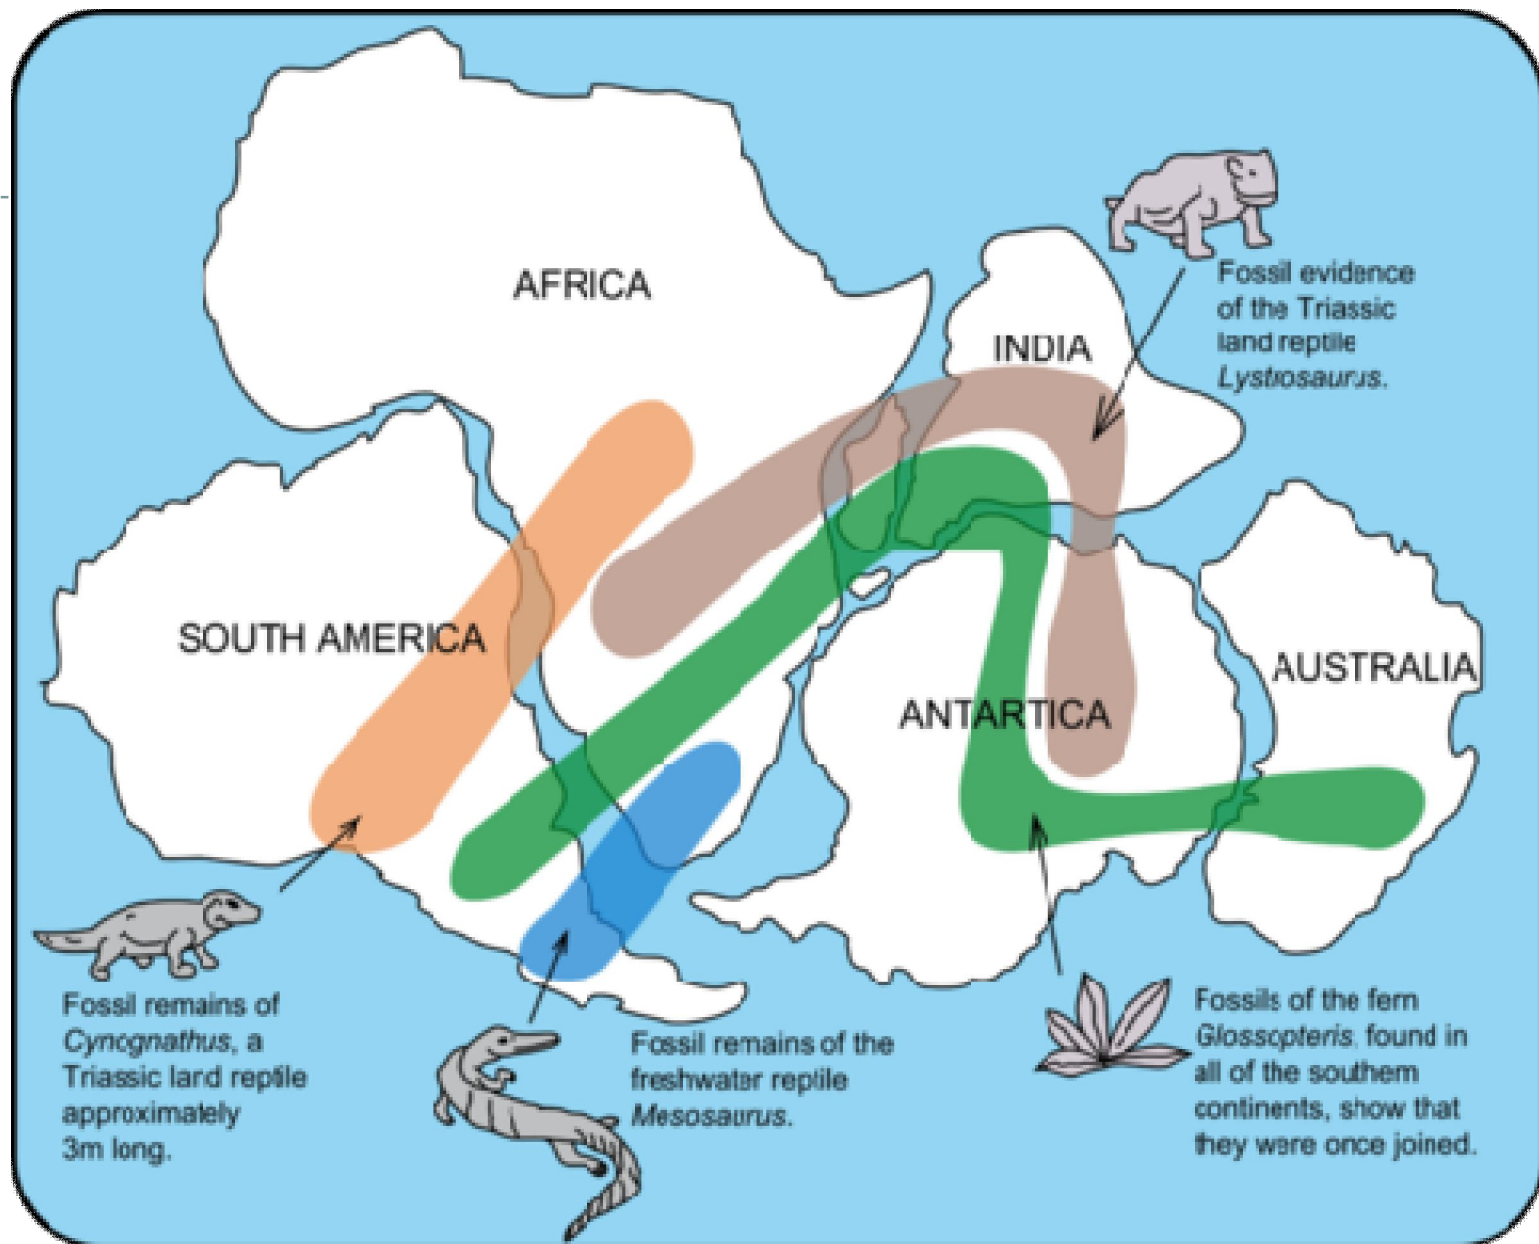 AFRICA
INDIA
Fossil evidence
of the Triassic
land reptile
Lystrosaurus.
SOUTH AMERICA
ANTARTICA
AUSTRALIA
Fossil remains of
Cynognathus, a
Triassic land reptile
approximately
3m long.
Fossil remains of the
freshwater reptile
Mesosaurus.
Fossils of the fern
Glossopteris, found in
all of the southern
continents, show that
they were once joined.